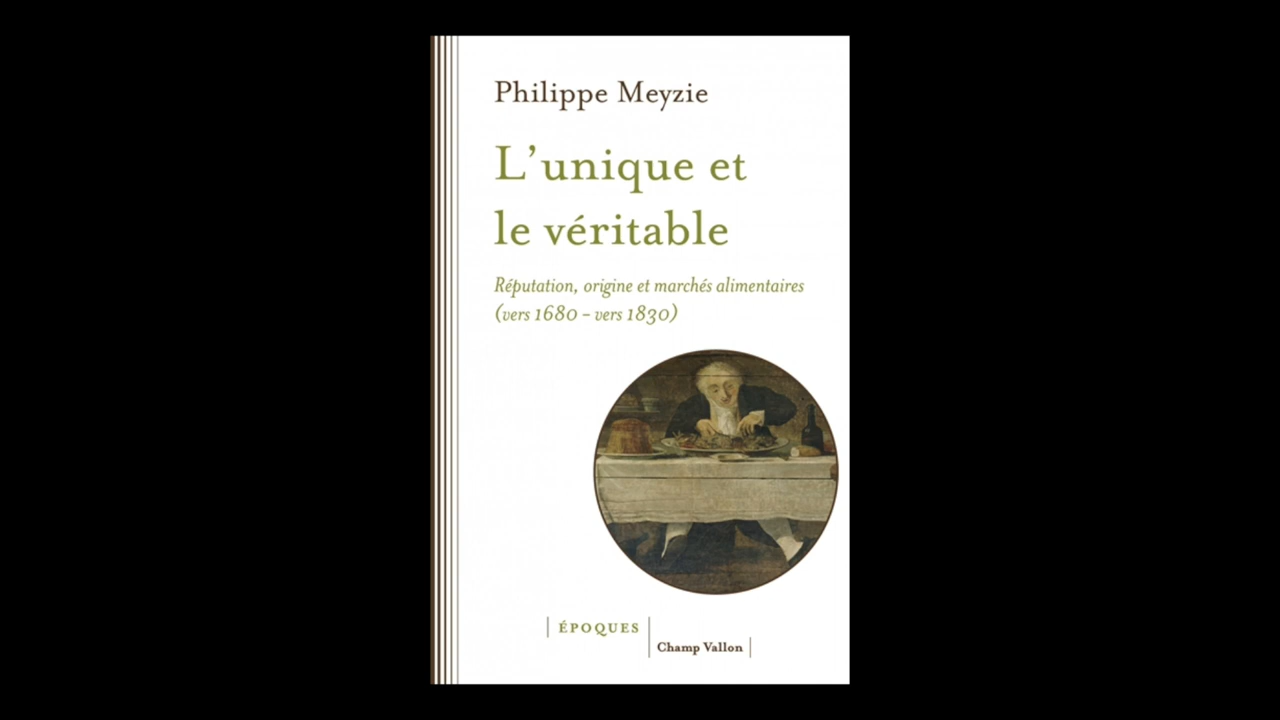 Philippe Meyzie
L’unique et
le véritable
Réputation, origine et marchés alimentaires
(vers 1680 – vers 1830)
ÉPOQUES
Champ Vallon